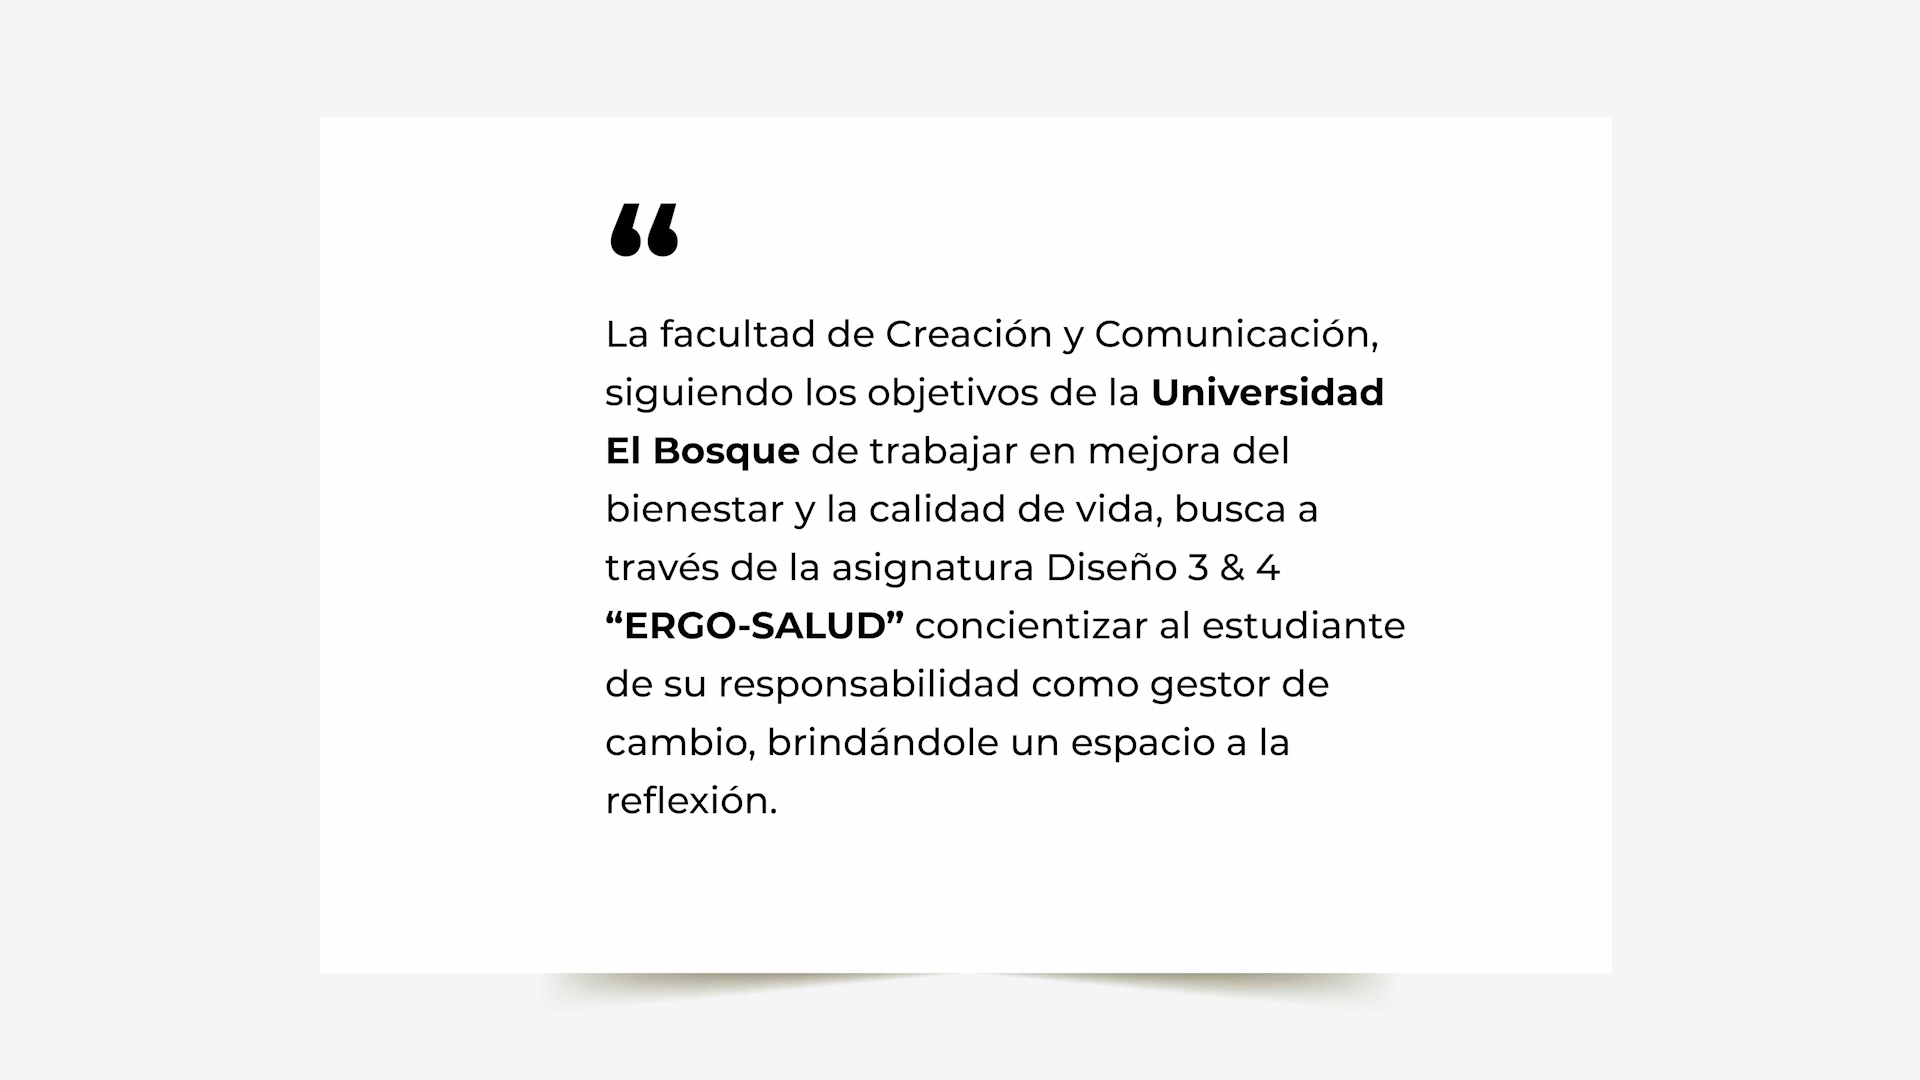 “
La facultad de Creación y Comunicación,
siguiendo los objetivos de la Universidad
El Bosque de trabajar en mejora del
bienestar y la calidad de vida, busca a
través de la asignatura Diseño 3 & 4
“ERGO-SALUD” concientizar al estudiante
de su responsabilidad como gestor de
cambio, brindándole un espacio a la
reflexión.